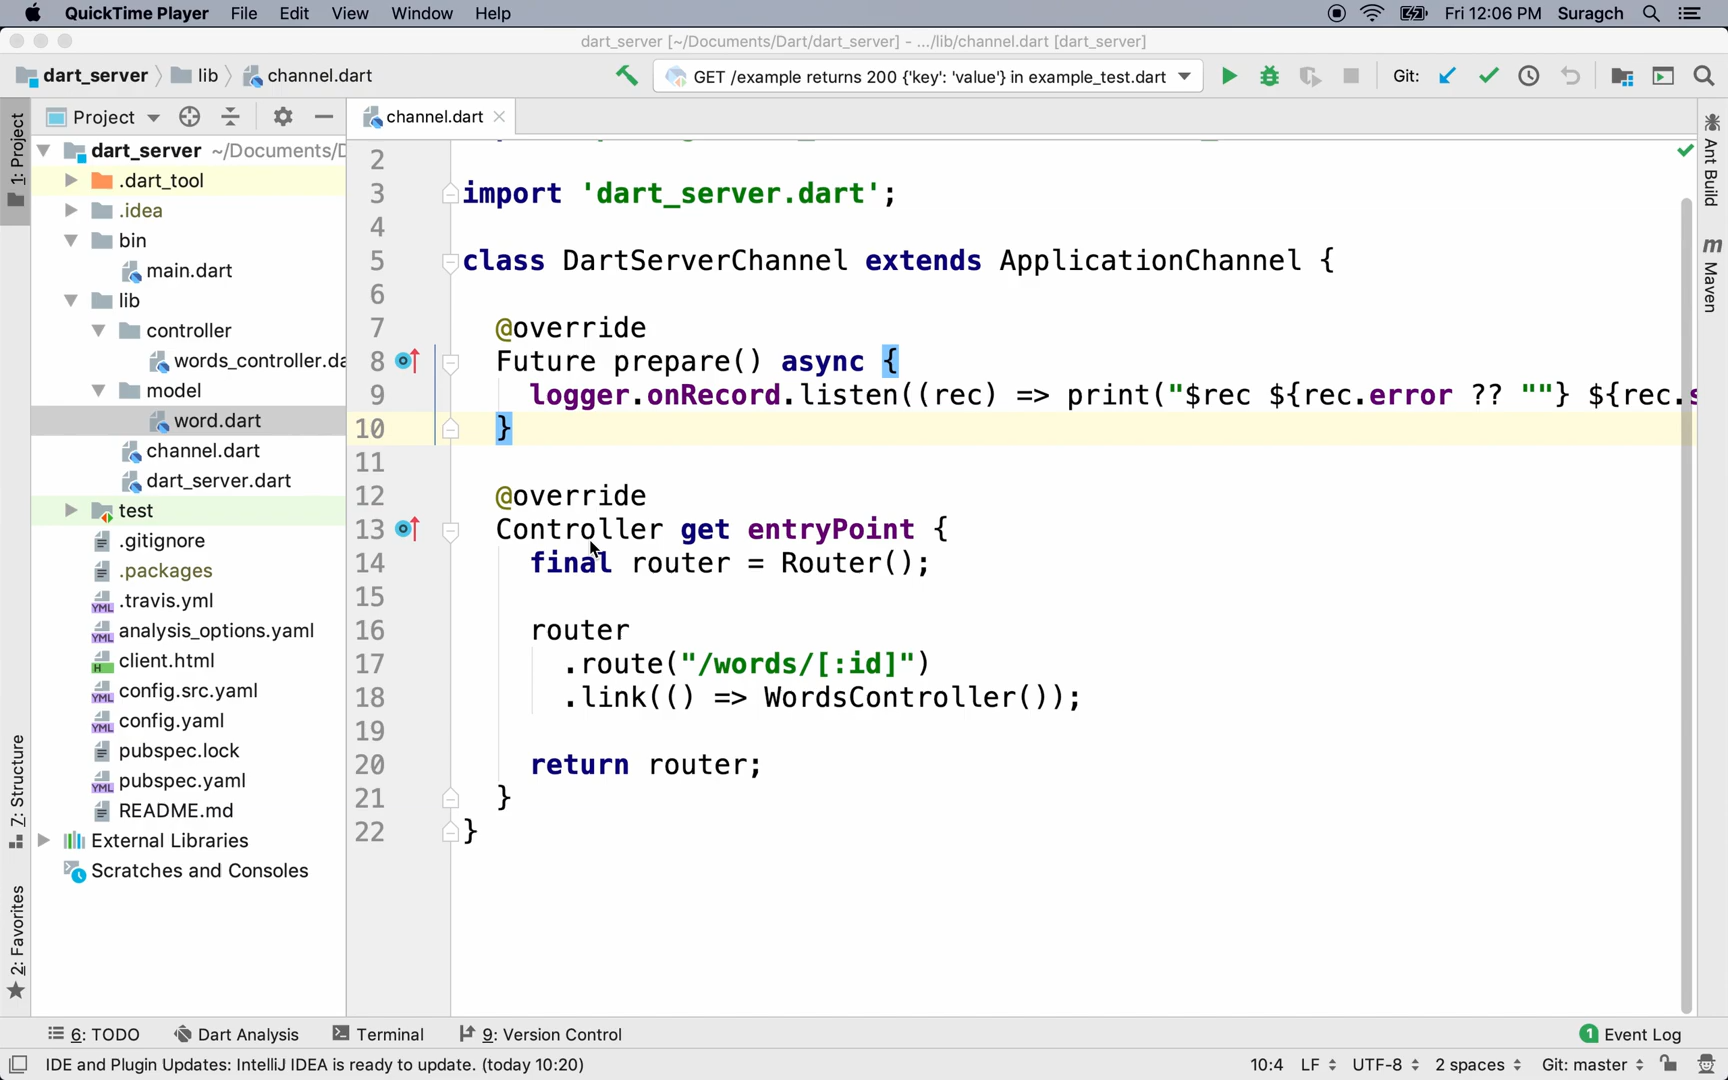 QuickTime Player File Edit View Window Help Fri 12:06 PM Suragch
dart_server [~/Documents/Dart/dart_server] - .../lib/channel.dart [dart_server]
dart_server lib channel.dart GET /example returns 200 {'key': 'value'} in example_test.dart Git:
Project
channel.dart
1: Project
7: Structure
2: Favorites
dart_server ~/Documents/D
.dart_tool
.idea
bin
main.dart
lib
controller
words_controller.da
model
word.dart
channel.dart
dart_server.dart
test
.gitignore
.packages
.travis.yml
analysis_options.yaml
client.html
config.src.yaml
config.yaml
pubspec.lock
pubspec.yaml
README.md
External Libraries
Scratches and Consoles
2
3 import 'dart_server.dart';
4
5 class DartServerChannel extends ApplicationChannel {
6
7 @override
8 Future prepare() async {
9 logger.onRecord.listen((rec) => print("$rec ${rec.error ?? ""} ${rec.s
10 }
11
12 @override
13 Controller get entryPoint {
14 final router = Router();
15
16 router
17 .route("/words/[:id]")
18 .link(() => WordsController());
19
20 return router;
21 }
22 }
Ant Build
m Maven
6: TODO Dart Analysis Terminal 9: Version Control 1 Event Log
IDE and Plugin Updates: IntelliJ IDEA is ready to update. (today 10:20) 10:4 LF UTF-8 2 spaces Git: master